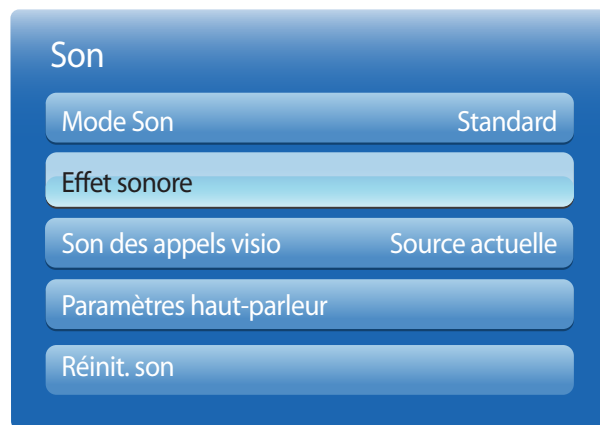 Son
Mode Son Standard
Effet sonore
Son des appels visio Source actuelle
Paramètres haut-parleur
Réinit. son